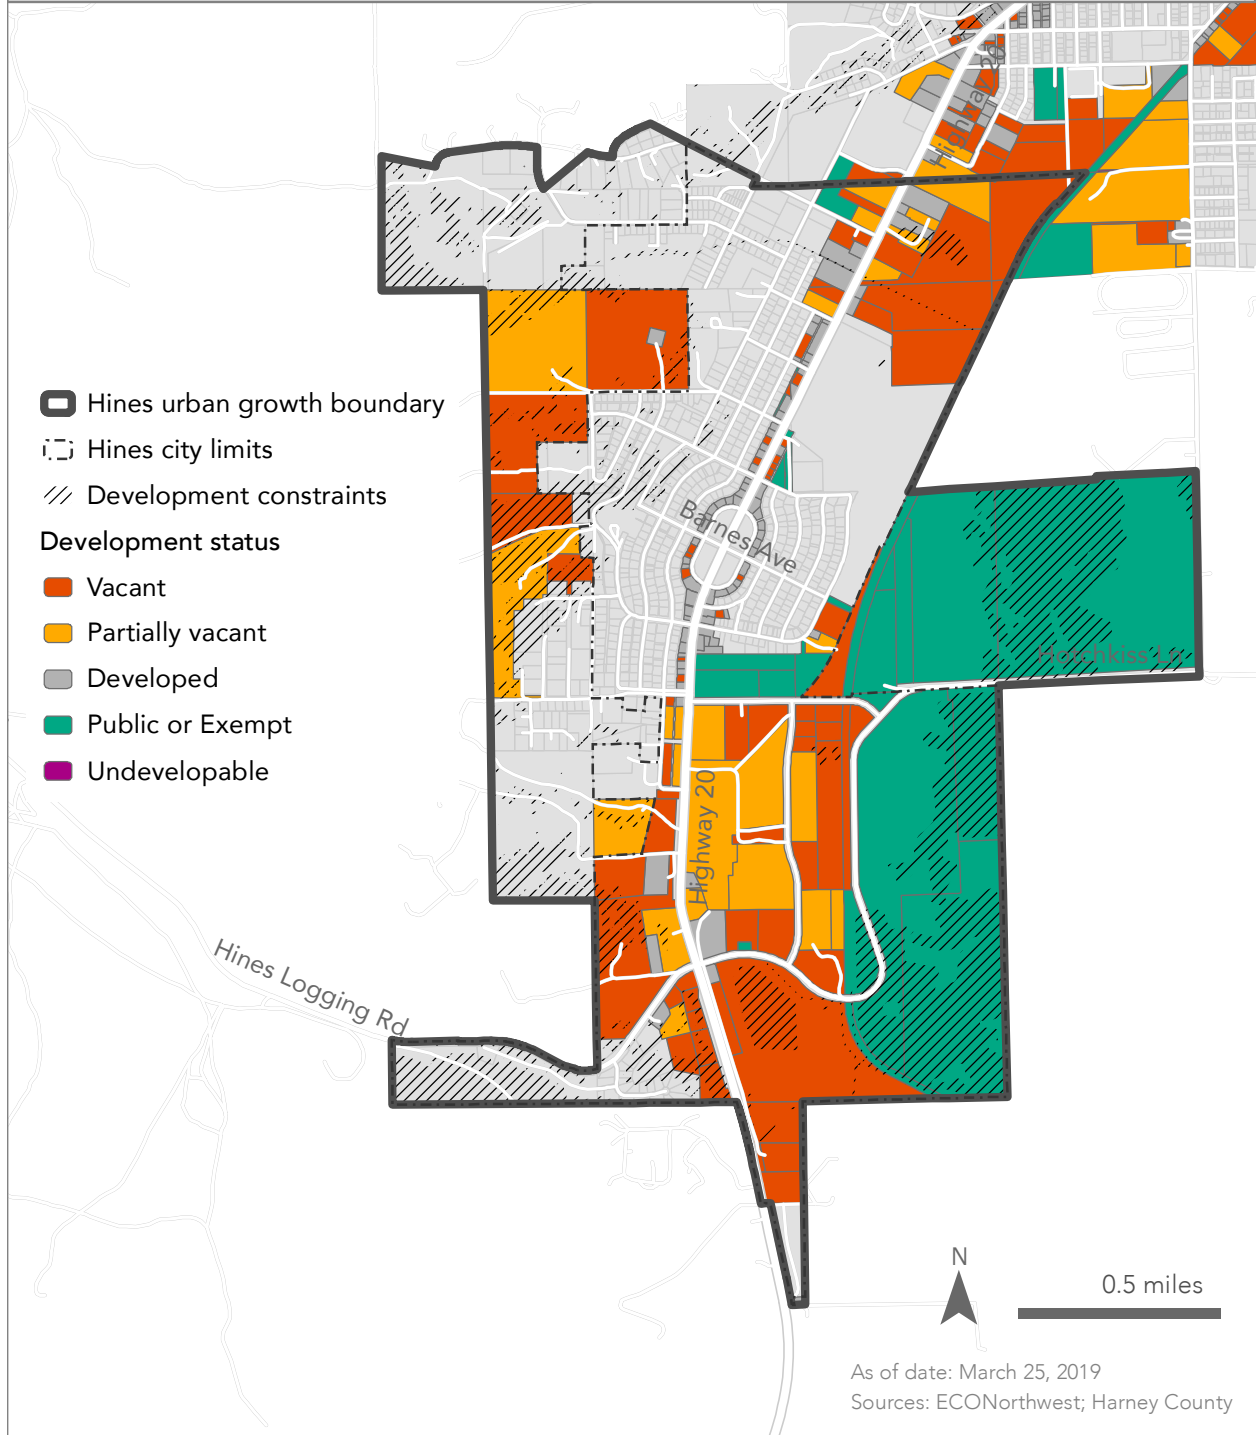 Highway 20
Hines urban growth boundary
Hines city limits
Development constraints
Development status
Vacant
Partially vacant
Developed
Public or Exempt
Undevelopable
Barnes Ave
Hotchkiss Ln
Highway 20
Hines Logging Rd
N
0.5 miles
As of date: March 25, 2019
Sources: ECONorthwest; Harney County